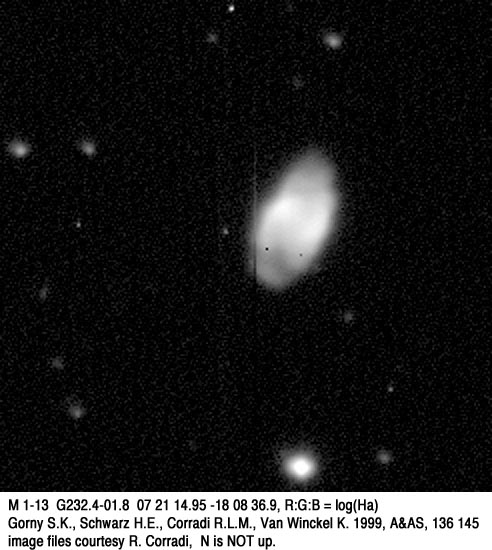 M 1-13 G232.4-01.8 07 21 14.95 -18 08 36.9, R:G:B = log(Ha)
Gorny S.K., Schwarz H.E., Corradi R.L.M., Van Winckel K. 1999, A&AS, 136 145
image files courtesy R. Corradi, N is NOT up.